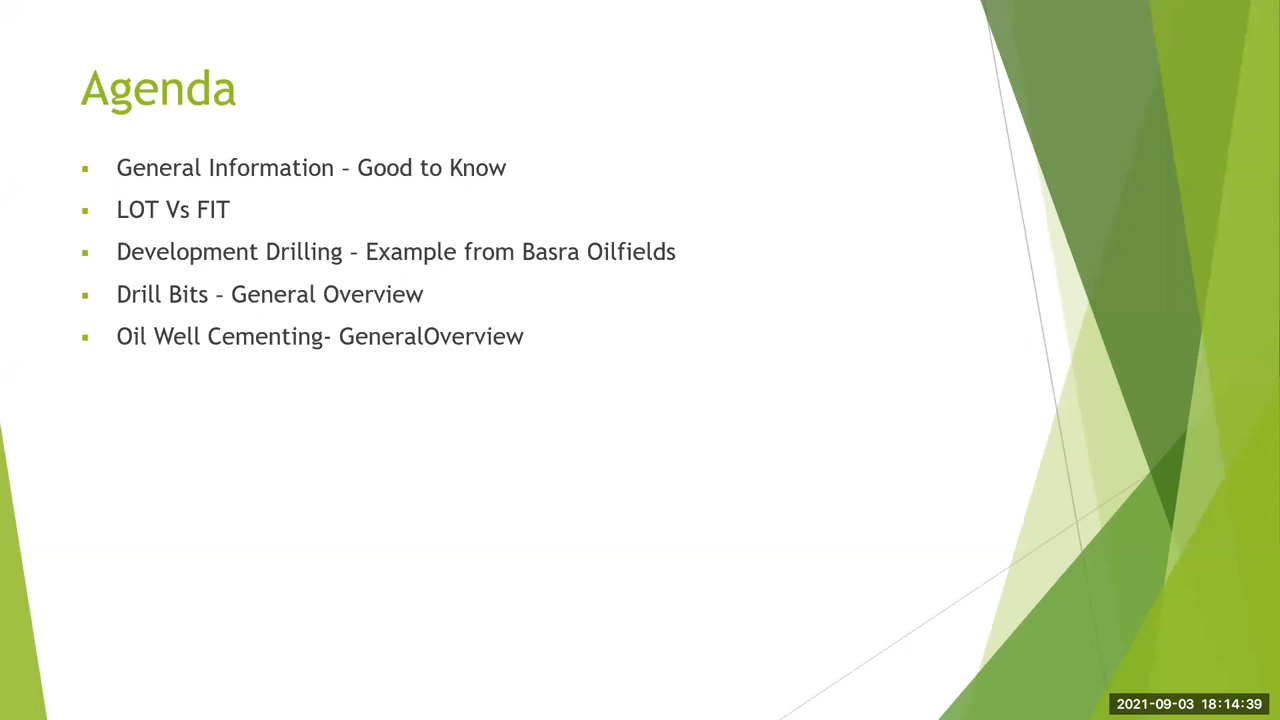 Agenda
▪ General Information – Good to Know
▪ LOT Vs FIT
▪ Development Drilling – Example from Basra Oilfields
▪ Drill Bits – General Overview
▪ Oil Well Cementing- GeneralOverview
2021-09-03 18:14:39